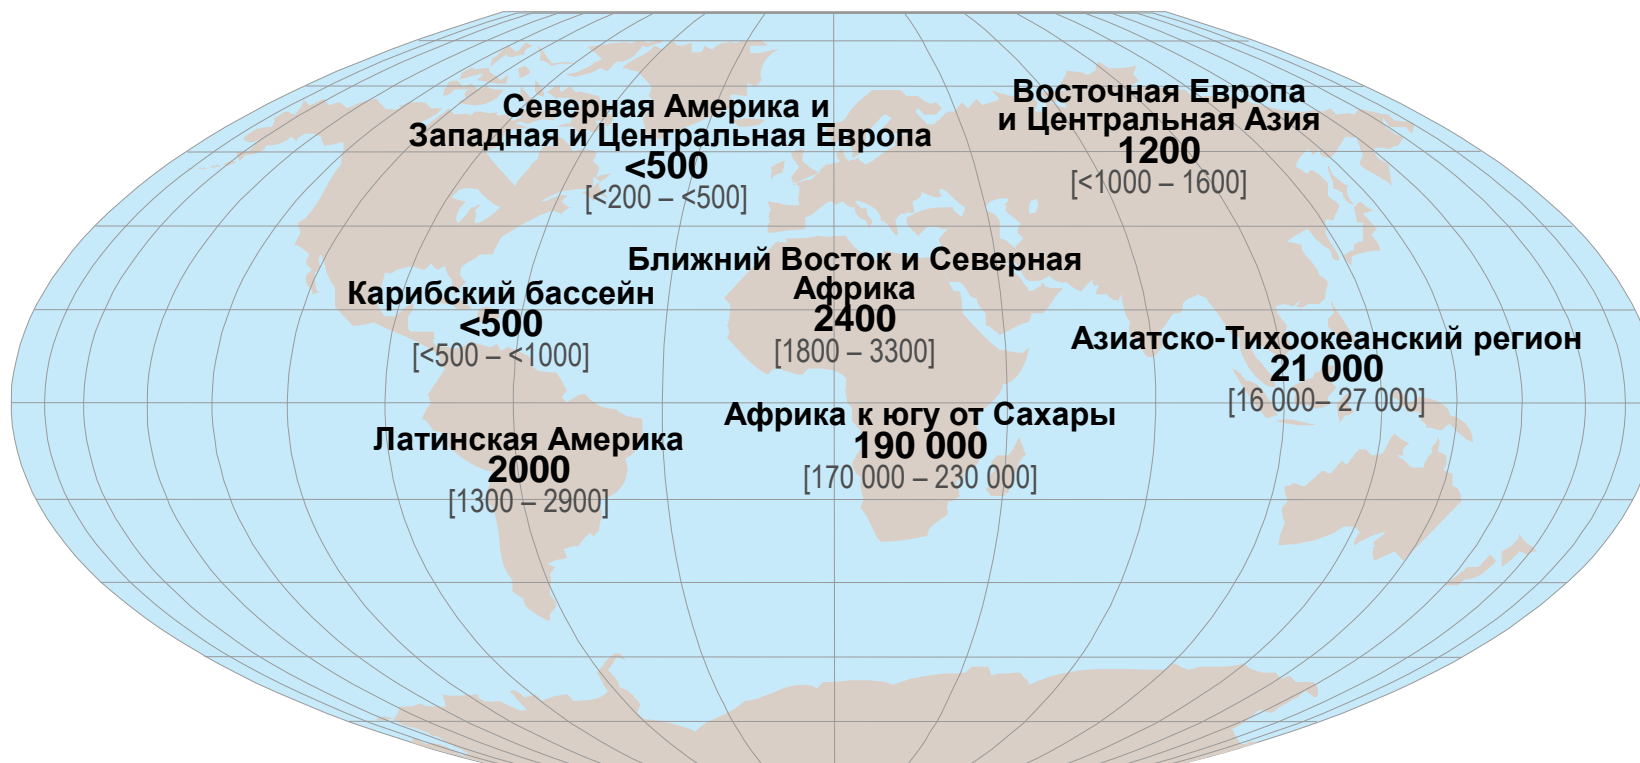 Северная Америка и
Западная и Центральная Европа
<500
[<200 – <500]
Восточная Европа
и Центральная Азия
1200
[<1000 – 1600]
Ближний Восток и Северная
Африка
2400
[1800 – 3300]
Карибский бассейн
<500
[<500 – <1000]
Азиатско-Тихоокеанский регион
21 000
[16 000– 27 000]
Африка к югу от Сахары
190 000
[170 000 – 230 000]
Латинская Америка
2000
[1300 – 2900]